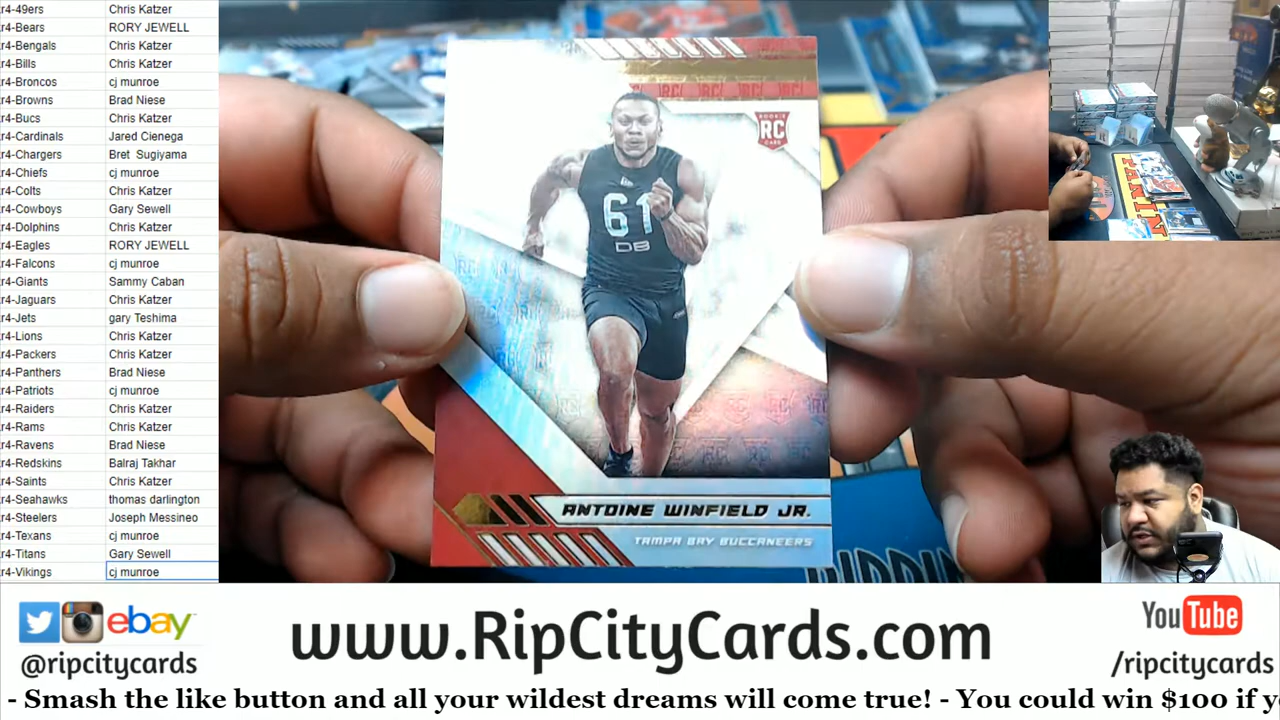 r4-49ers Chris Katzer
r4-Bears RORY JEWELL
r4-Bengals Chris Katzer
r4-Bills Chris Katzer
r4-Broncos cj munroe
r4-Browns Brad Niese
r4-Bucs Chris Katzer
r4-Cardinals Jared Cienega
r4-Chargers Bret Sugiyama
r4-Chiefs cj munroe
r4-Colts Chris Katzer
r4-Cowboys Gary Sewell
r4-Dolphins Chris Katzer
r4-Eagles RORY JEWELL
r4-Falcons cj munroe
r4-Giants Sammy Caban
r4-Jaguars Chris Katzer
r4-Jets gary Teshima
r4-Lions Chris Katzer
r4-Packers Chris Katzer
r4-Panthers Brad Niese
r4-Patriots cj munroe
r4-Raiders Chris Katzer
r4-Rams Chris Katzer
r4-Ravens Brad Niese
r4-Redskins Balraj Takhar
r4-Saints Chris Katzer
r4-Seahawks thomas darlington
r4-Steelers Joseph Messineo
r4-Texans cj munroe
r4-Titans Gary Sewell
r4-Vikings cj munroe
ROOKIE
RC
CARD
61
DB
ANTOINE WINFIELD JR.
TAMPA BAY BUCCANEERS
PANINI
ebay
@ripcitycards
www.RipCityCards.com
YouTube
/ripcitycards
- Smash the like button and all your wildest dreams will come true! - You could win $100 if y